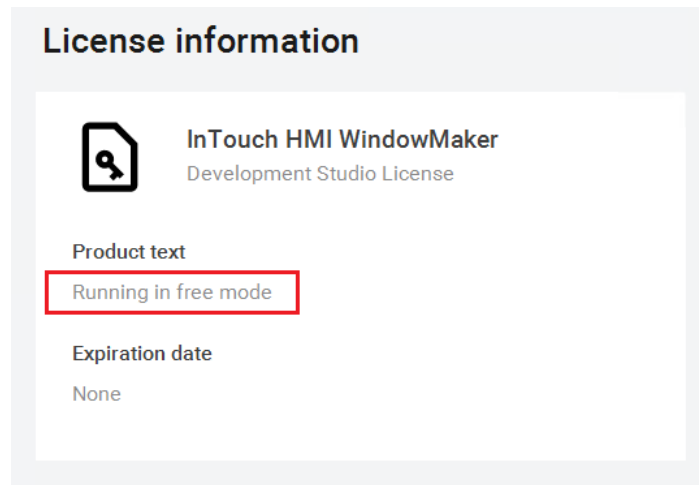 License information
InTouch HMI WindowMaker
Development Studio License
Product text
Running in free mode
Expiration date
None